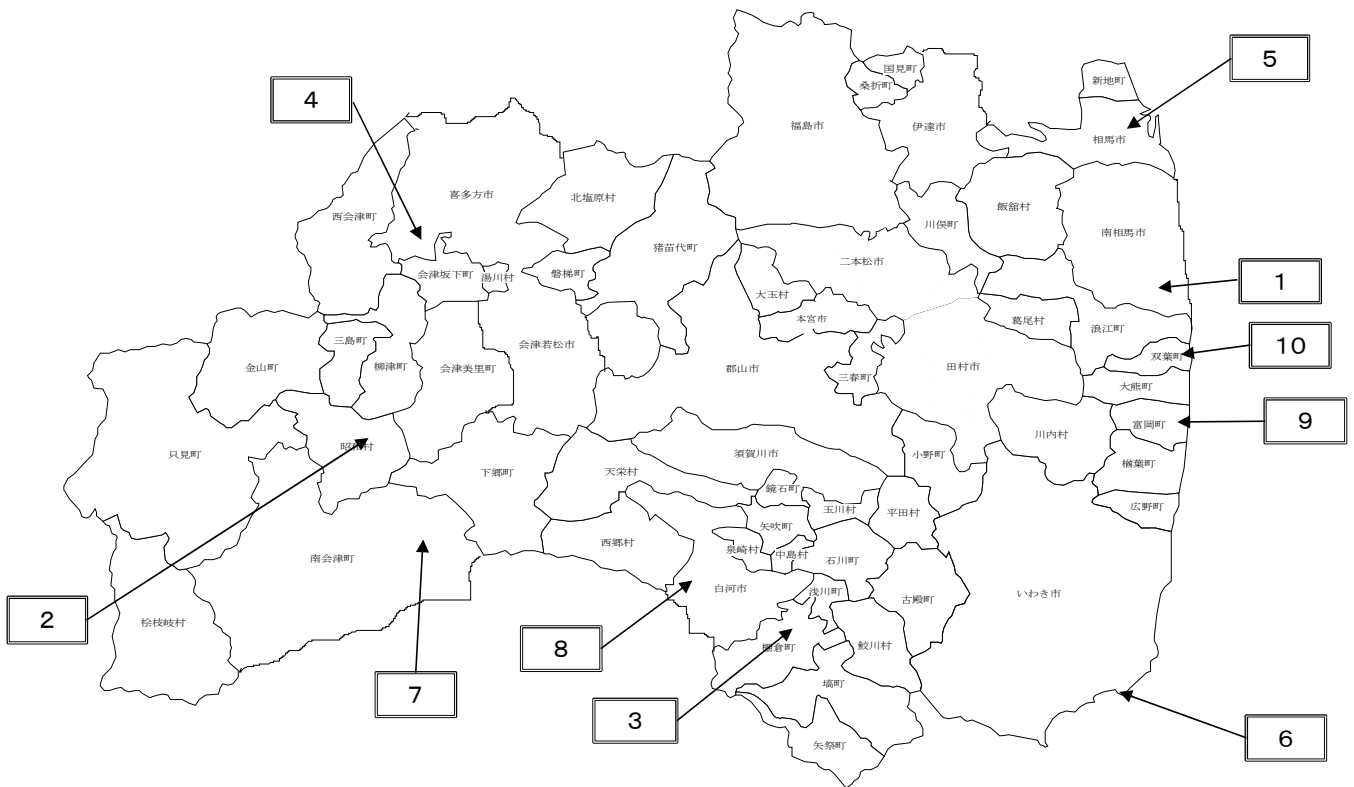 5
国見町
新地町
桑折町
4
福島市
伊達市
相馬市
喜多方市
北塩原村
西会津町
飯舘村
川俣町
南相馬市
猪苗代町
二本松市
会津坂下町
湯川村
磐梯町
1
大玉村
本宮市
葛尾村
浪江町
三島町
会津若松市
10
双葉町
金山町
柳津町
会津美里町
郡山市
三春町
田村市
大熊町
9
富岡町
昭和村
川内村
只見町
須賀川市
小野町
下郷町
天栄村
楢葉町
鏡石町
玉川村
平田村
広野町
矢吹町
西郷村
泉崎村
中島村
南会津町
石川町
白河市
浅川町
古殿町
いわき市
2
桧枝岐村
8
棚倉町
鮫川村
塙町
7
3
6
矢祭町